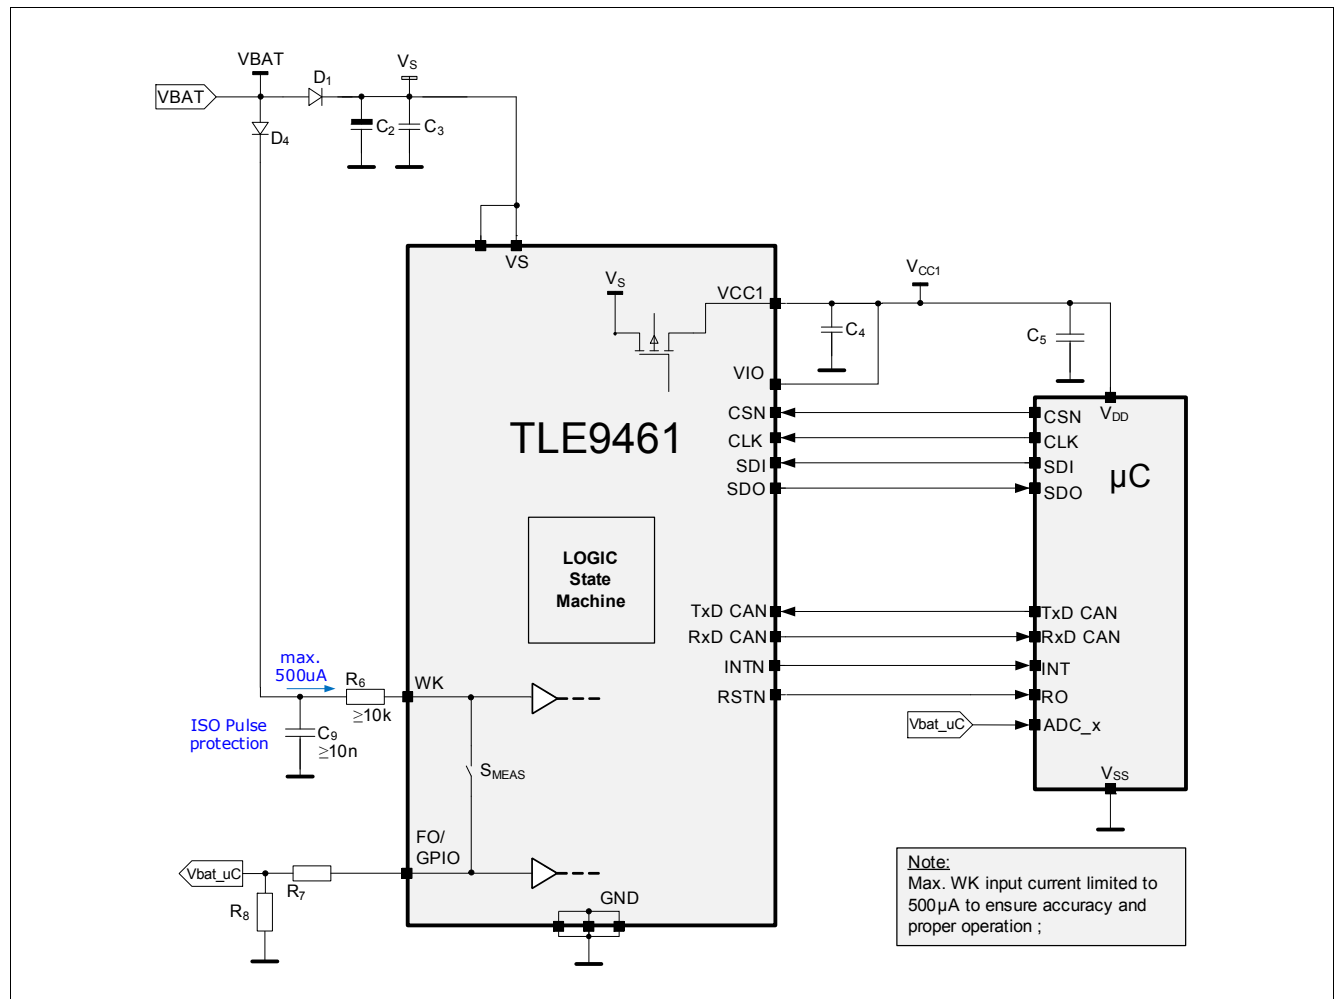 VBAT
VBAT
D1
VS
C2
C3
D4
VS
VS
VCC1
VCC1
C4
C5
VIO
CSN
CLK
SDI
SDO
TLE9461
VDD
CSN
CLK
SDI
SDO
µC
LOGIC
State
Machine
TxD CAN
RxD CAN
INTN
RSTN
TxD CAN
RxD CAN
INT
RO
Vbat_uC
ADC_x
VSS
max.
500uA
R6
≥10k
WK
ISO Pulse
protection
C9
≥10n
SMEAS
FO/
GPIO
Vbat_uC
R7
R8
GND
Note:
Max. WK input current limited to
500µA to ensure accuracy and
proper operation ;